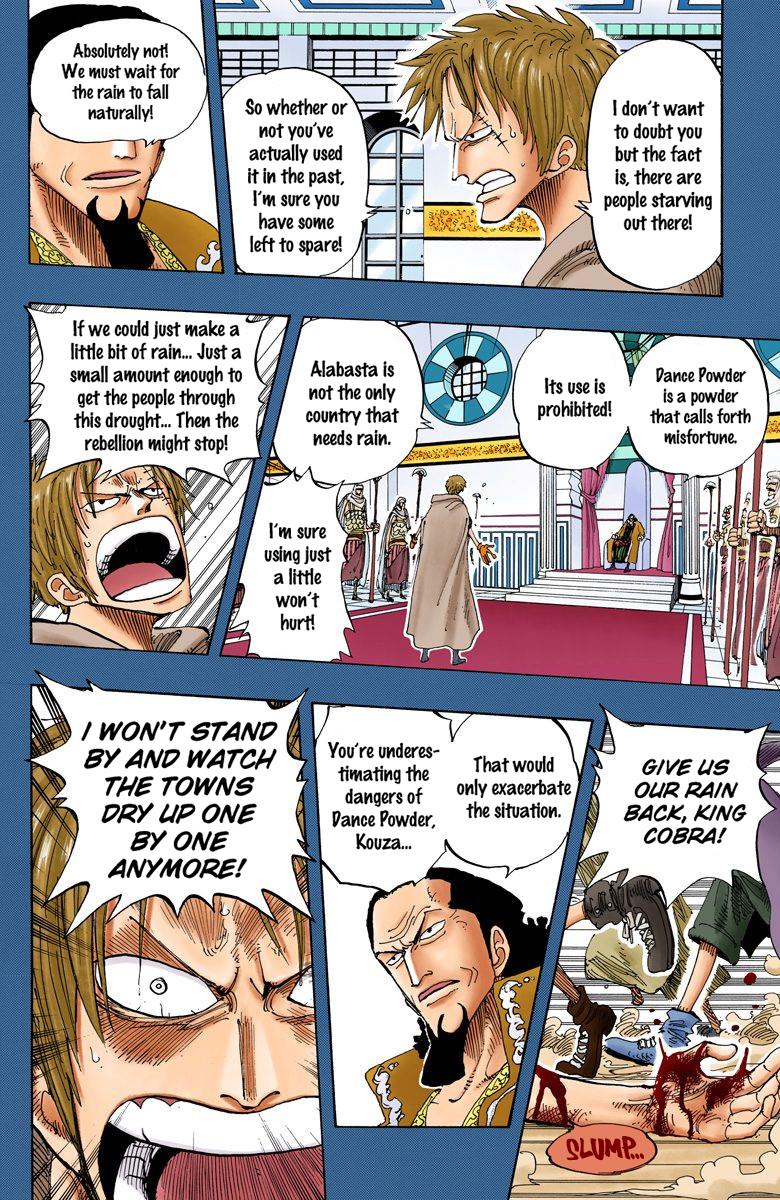 I don't want
to doubt you
but the fact
is, there are
people starving
out there!
So whether or
not you've
actually used
it in the past,
I'm sure you
have some
left to spare!
Absolutely not!
We must wait for
the rain to fall
naturally!
Dance Powder
is a powder
that calls forth
misfortune.
Its use is
prohibited!
Alabasta is
not the only
country that
needs rain.
I'm sure
using just
a little
won't
hurt!
If we could just make a
little bit of rain... Just a
small amount enough to
get the people through
this drought... Then the
rebellion might stop!
GIVE US
OUR RAIN
BACK, KING
COBRA!
SLUMP...
That would
only exacerbate
the situation.
You're underes-
timating the
dangers of
Dance Powder,
Kouza...
I WON'T STAND
BY AND WATCH
THE TOWNS
DRY UP ONE
BY ONE
ANYMORE!